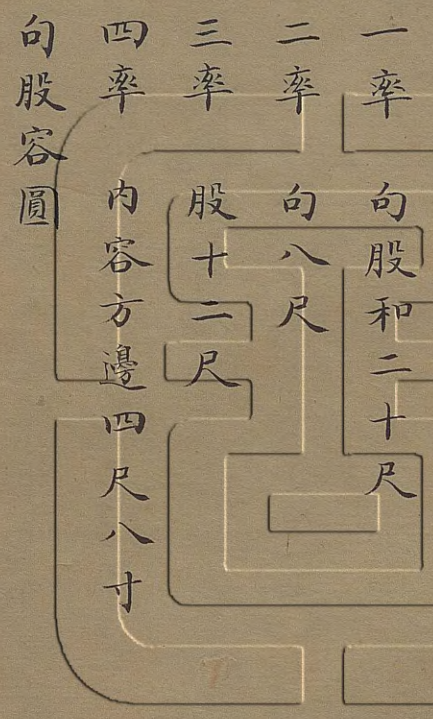 一率 句股和二十尺
二率 句八尺
三率 股十二尺
四率 内容方邊四尺八寸
句股容圓